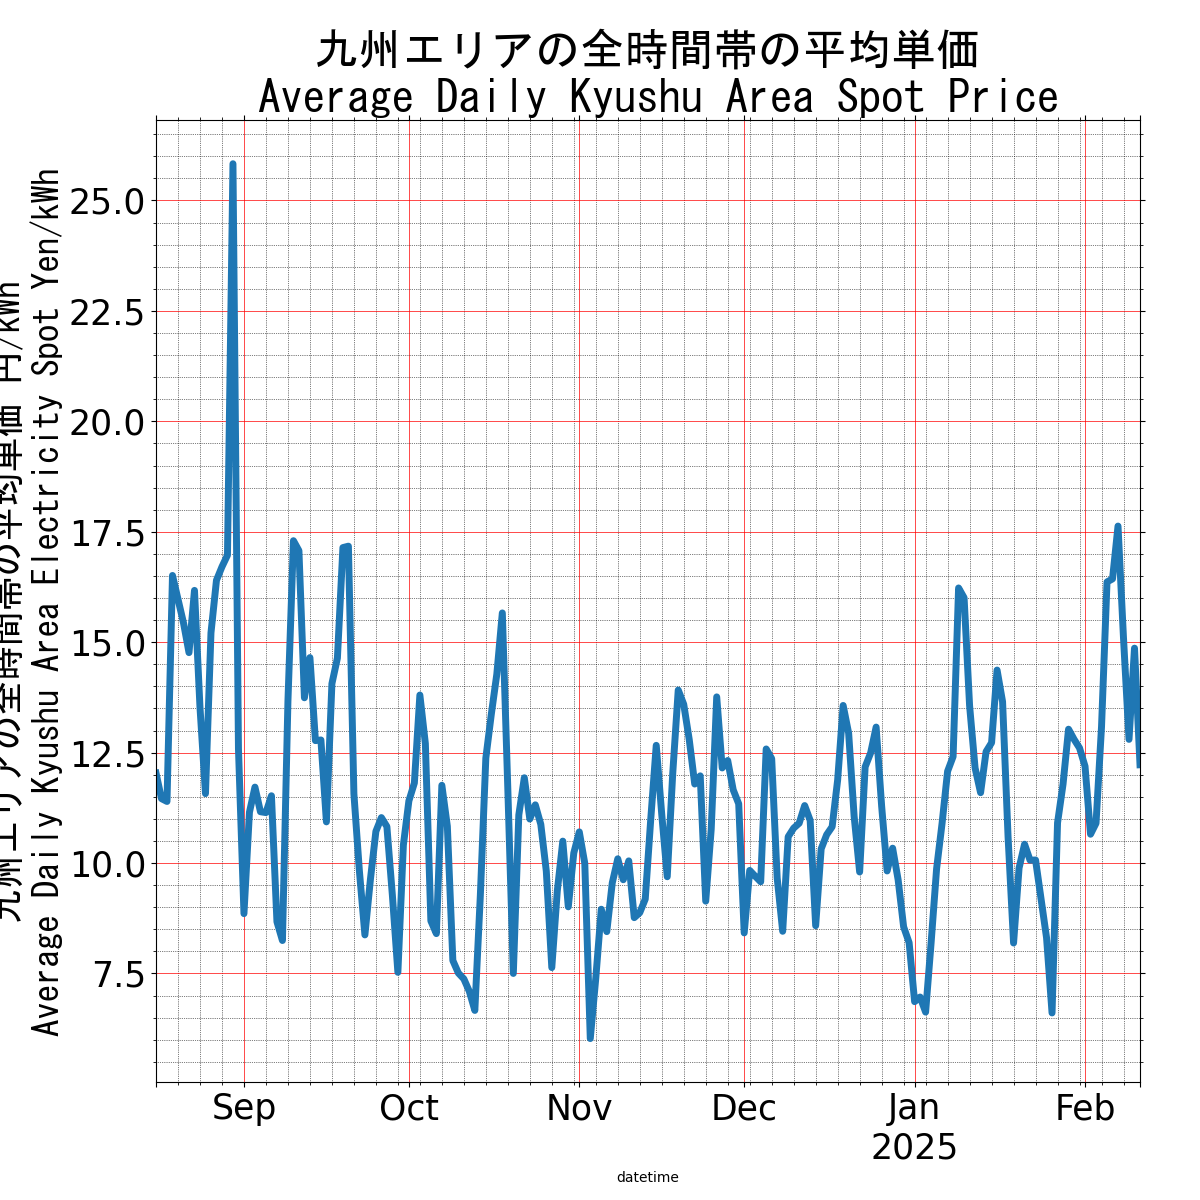 九州エリアの全時間帯の平均単価
Average Daily Kyushu Area Spot Price
九州エリアの全時間帯の平均単価 円/kWh
Average Daily Kyushu Area Electricity Spot Yen/kWh
25.0
22.5
20.0
17.5
15.0
12.5
10.0
7.5
Sep
Oct
Nov
Dec
Jan
2025
Feb
datetime